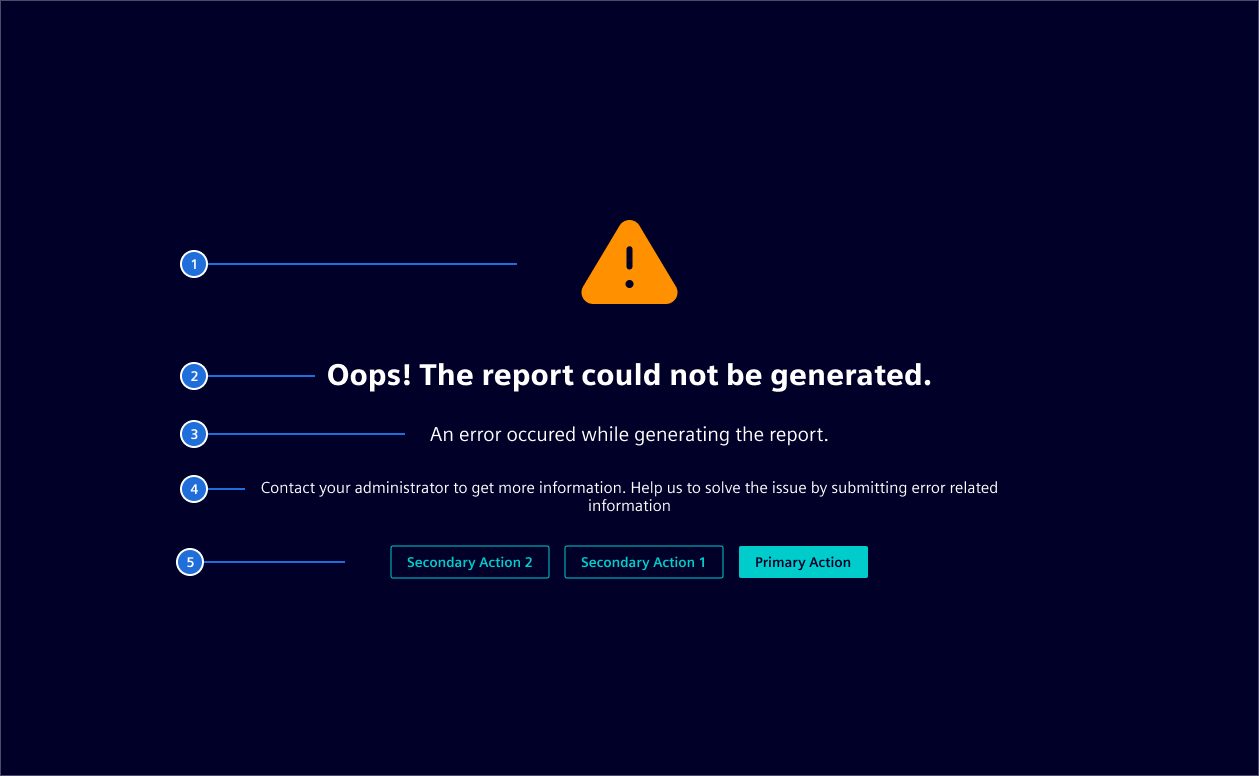 1
2 Oops! The report could not be generated.
3 An error occured while generating the report.
4 Contact your administrator to get more information. Help us to solve the issue by submitting error related
information
5 Secondary Action 2 Secondary Action 1 Primary Action